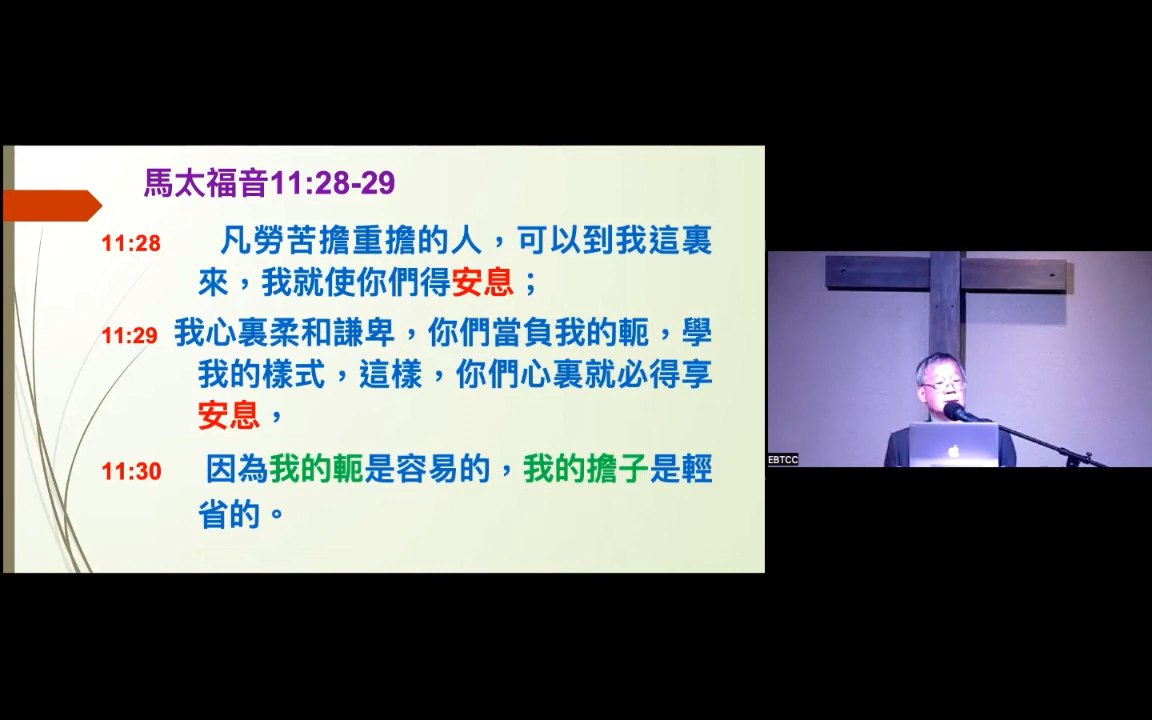 馬太福音11:28-29
11:28 凡勞苦擔重擔的人，可以到我這裏
來，我就使你們得安息；
11:29 我心裏柔和謙卑，你們當負我的軛，學
我的樣式，這樣，你們心裏就必得享
安息，
11:30 因為我的軛是容易的，我的擔子是輕
省的。
EBTCC